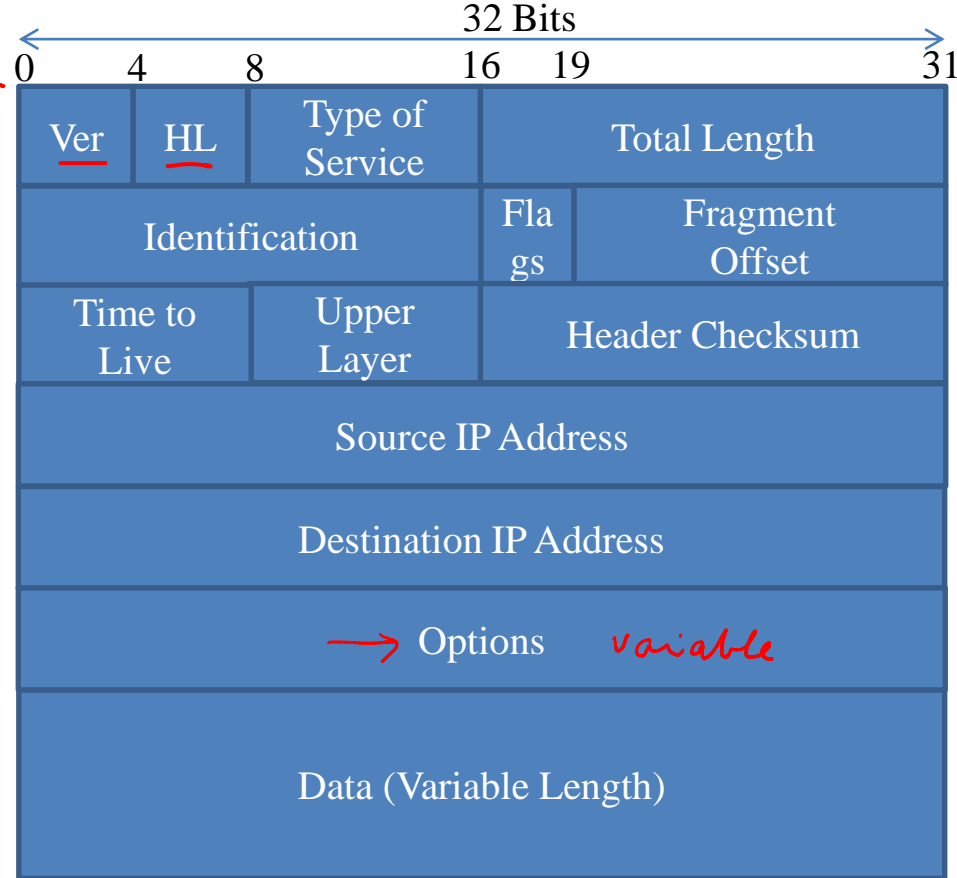 32 Bits
0 4 8 16 19 31
Ver HL Type of Service Total Length
Identification Fla gs Fragment Offset
Time to Live Upper Layer Header Checksum
Source IP Address
Destination IP Address
Options variable
Data (Variable Length)